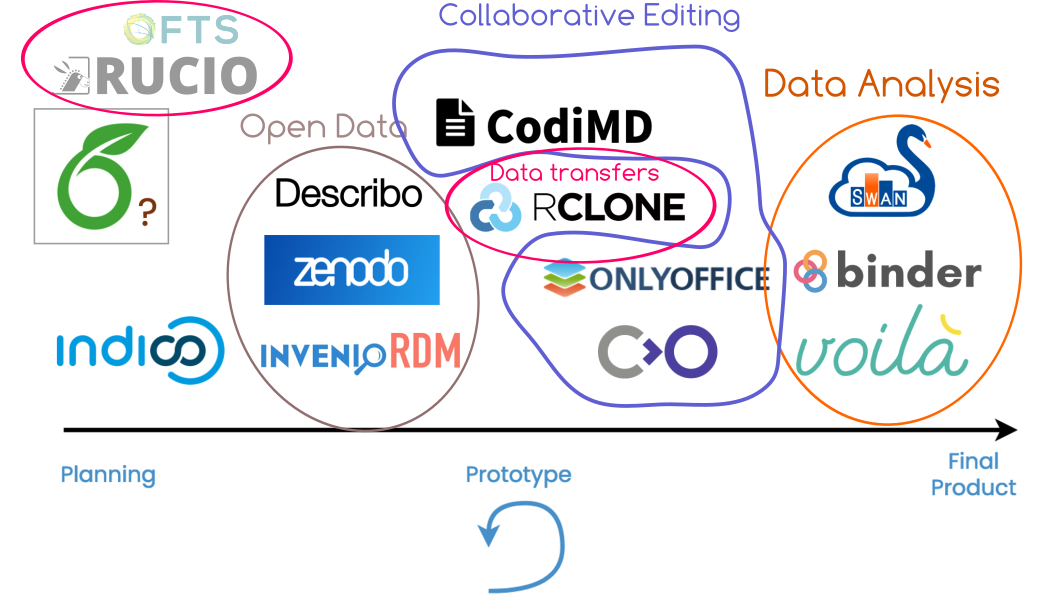 Collaborative Editing
FTS
RUCIO
Data Analysis
Open Data
CodiMD
Data transfers
RCLONE
?
Describo
SWAN
zenodo
ONLYOFFICE
binder
indico
INVENIO RDM
voilà
Planning
Prototype
Final
Product